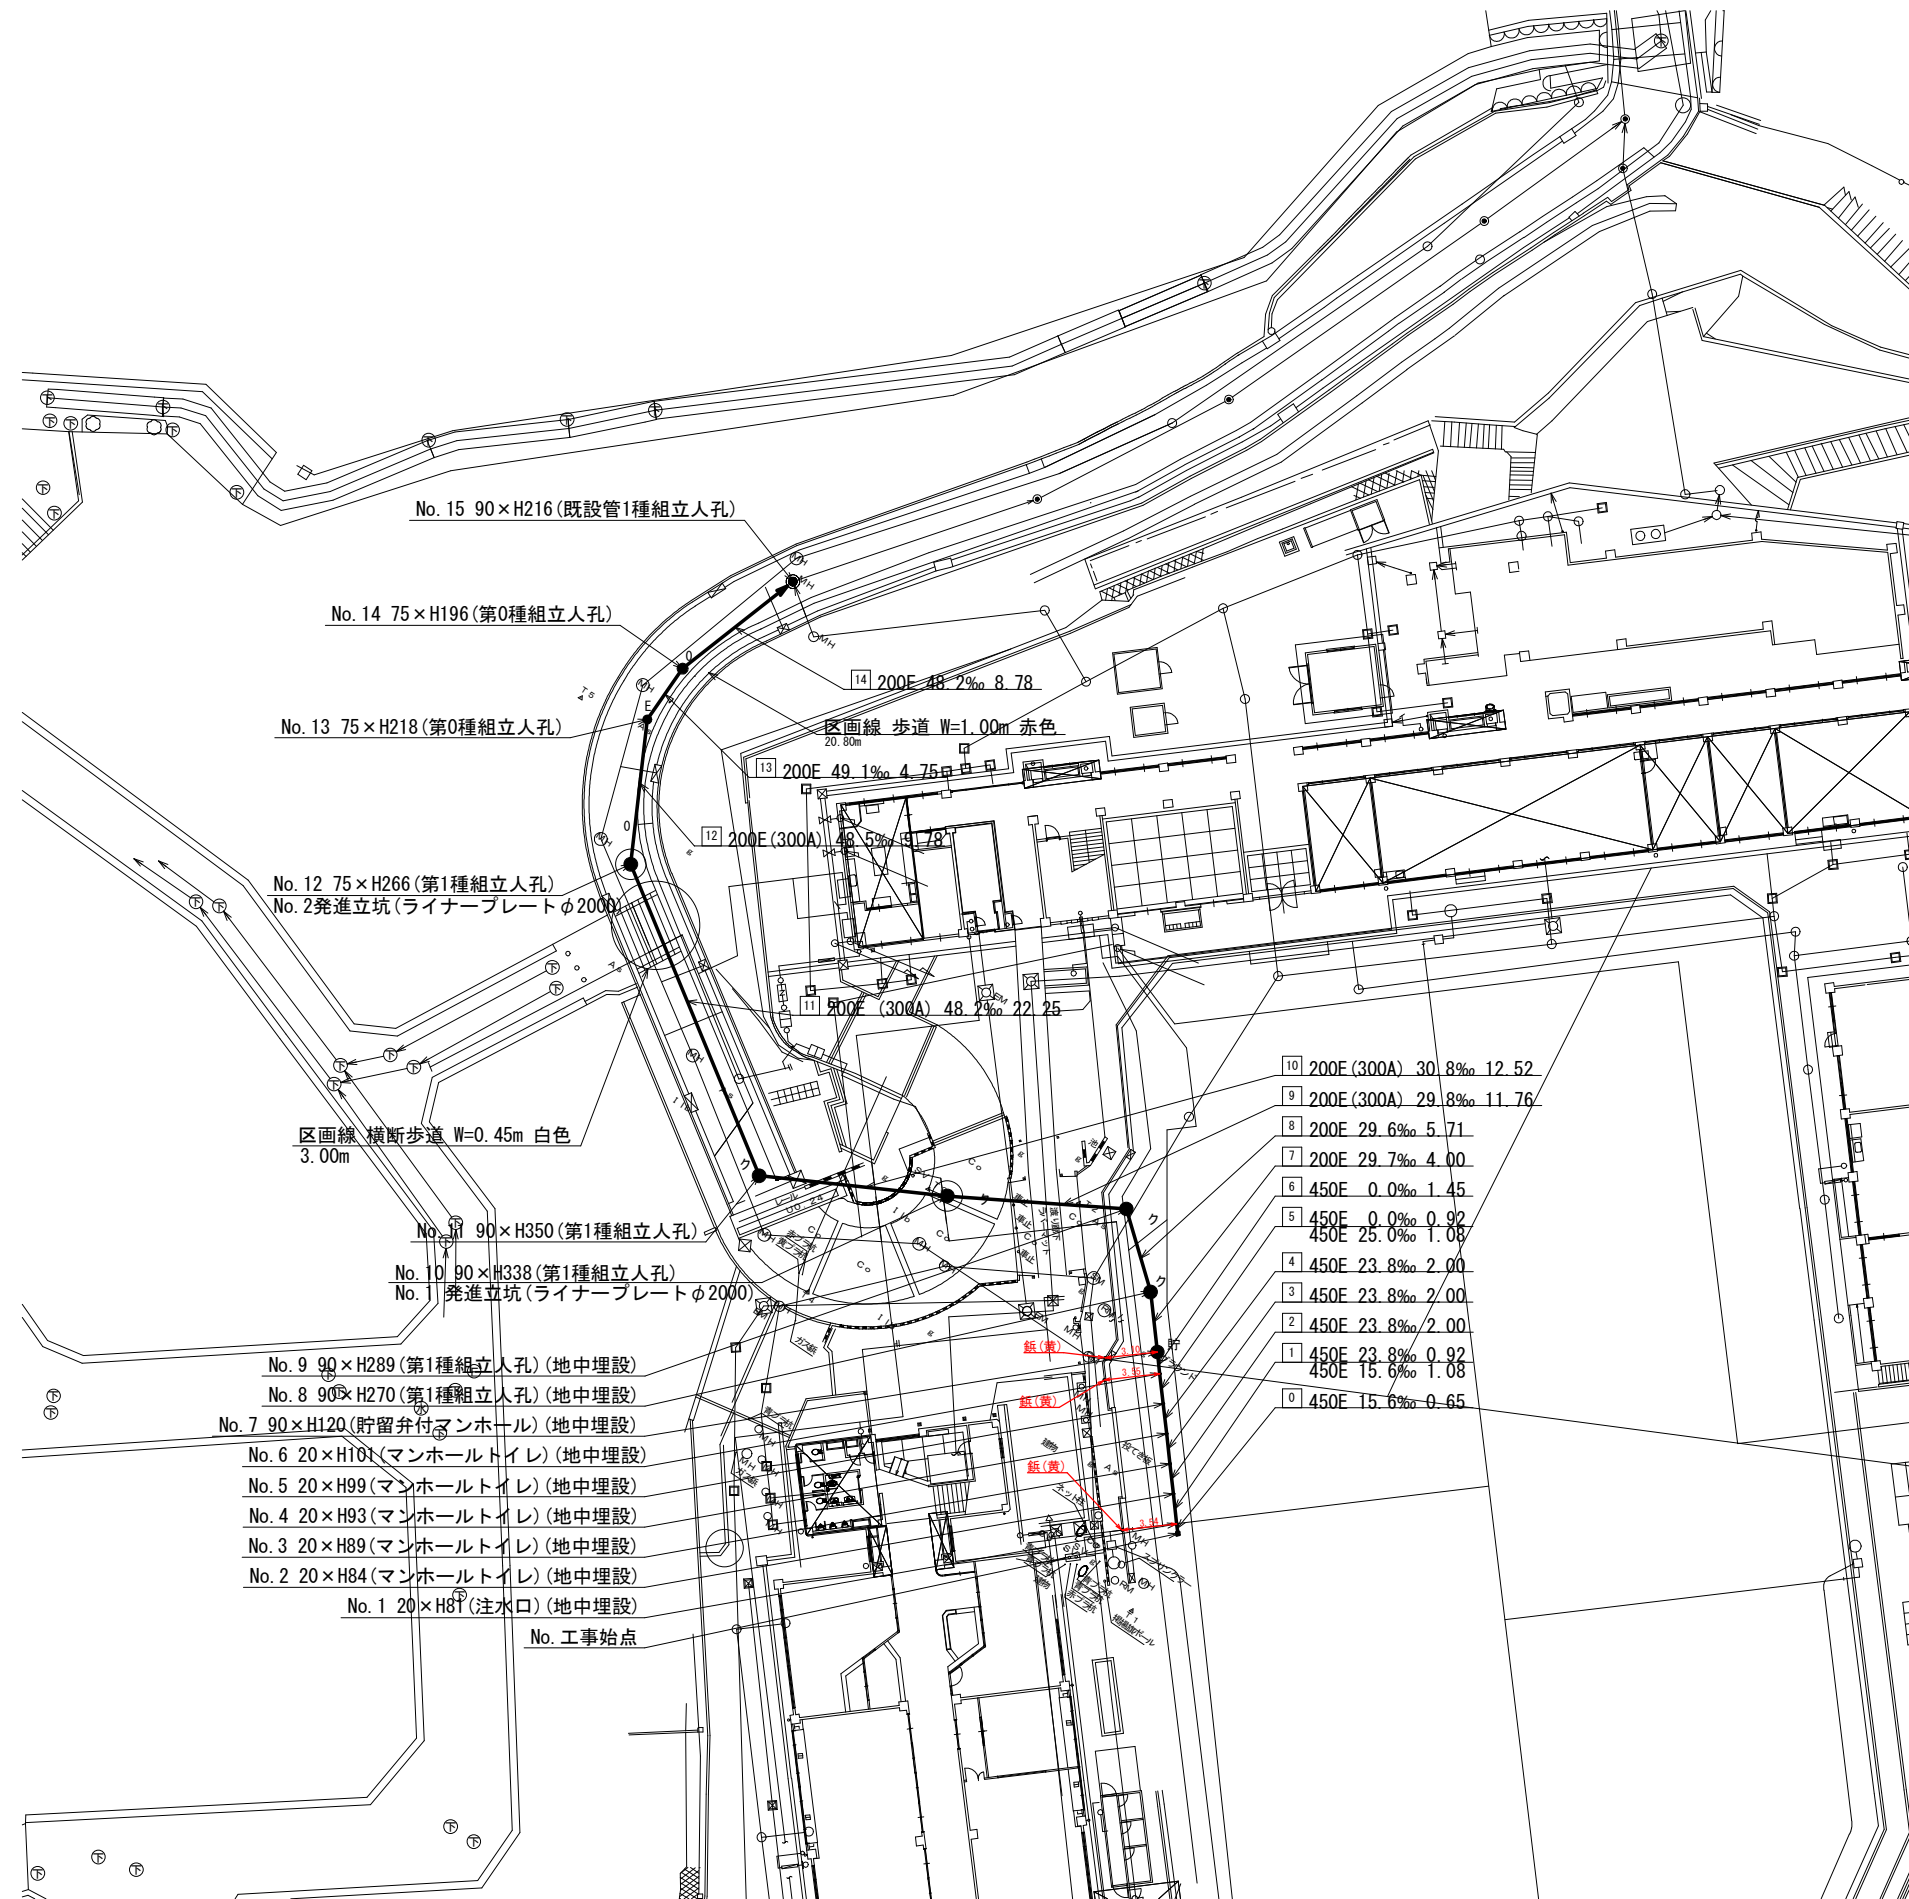 No.15 90×H216(既設管1種組立人孔)
No.14 75×H196(第0種組立人孔)
14 200E 48.2‰ 8.78
No.13 75×H218(第0種組立人孔)
区画線 歩道 W=1.00m 赤色
20.80m
13 200E 49.1‰ 4.75
12 200E(300A) 48.5‰ 9.78
No.12 75×H266(第1種組立人孔)
No.2発進立坑(ライナープレートφ2000)
11 200E (300A) 48.2‰ 22.25
10 200E(300A) 30.8‰ 12.52
9 200E(300A) 29.8‰ 11.76
8 200E 29.6‰ 5.71
7 200E 29.7‰ 4.00
6 450E 0.0‰ 1.45
5 450E 0.0‰ 0.92
450E 25.0‰ 1.08
4 450E 23.8‰ 2.00
3 450E 23.8‰ 2.00
2 450E 23.8‰ 2.00
1 450E 23.8‰ 0.92
450E 15.6‰ 1.08
0 450E 15.6‰ 0.65
区画線 横断歩道 W=0.45m 白色
3.00m
No.11 90×H350(第1種組立人孔)
No.10 90×H338(第1種組立人孔)
No.1 発進立坑(ライナープレートφ2000)
No.9 90×H289(第1種組立人孔)(地中埋設)
No.8 90×H270(第1種組立人孔)(地中埋設)
No.7 90×H120(貯留弁付マンホール)(地中埋設)
No.6 20×H101(マンホールトイレ)(地中埋設)
No.5 20×H99(マンホールトイレ)(地中埋設)
No.4 20×H93(マンホールトイレ)(地中埋設)
No.3 20×H89(マンホールトイレ)(地中埋設)
No.2 20×H84(マンホールトイレ)(地中埋設)
No.1 20×H81(注水口)(地中埋設)
No.工事始点
鋲(黄)
3.10
鋲(黄)
3.55
鋲(黄)
3.54
貯